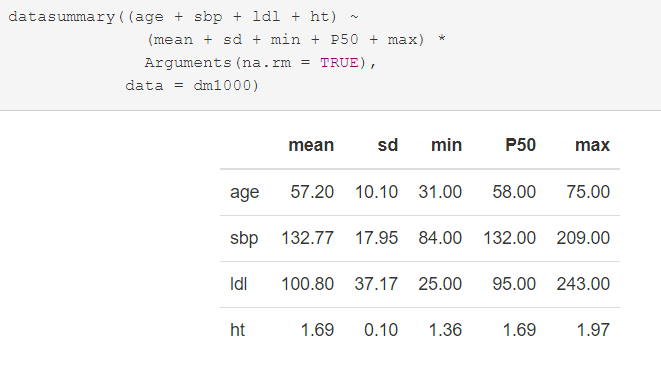 datasummary((age + sbp + ldl + ht) ~
(mean + sd + min + P50 + max) *
Arguments(na.rm = TRUE),
data = dm1000)
mean sd min P50 max
age 57.20 10.10 31.00 58.00 75.00
sbp 132.77 17.95 84.00 132.00 209.00
ldl 100.80 37.17 25.00 95.00 243.00
ht 1.69 0.10 1.36 1.69 1.97